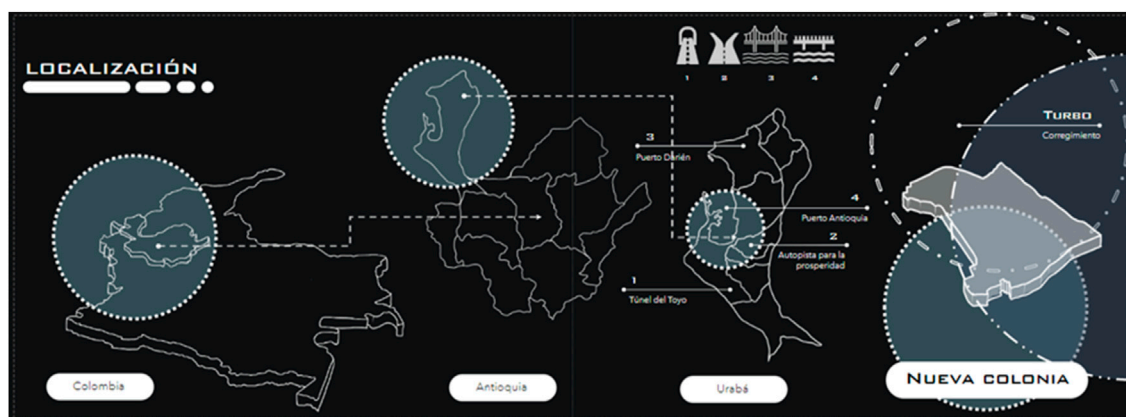 LOCALIZACIÓN
1 2 3 4
TURBO
Corregimiento
3
Puerto Darién
4
Puerto Antioquia
2
Autopista para la
prosperidad
1
Túnel del Toyo
Colombia
Antioquia
Urabá
NUEVA COLONIA